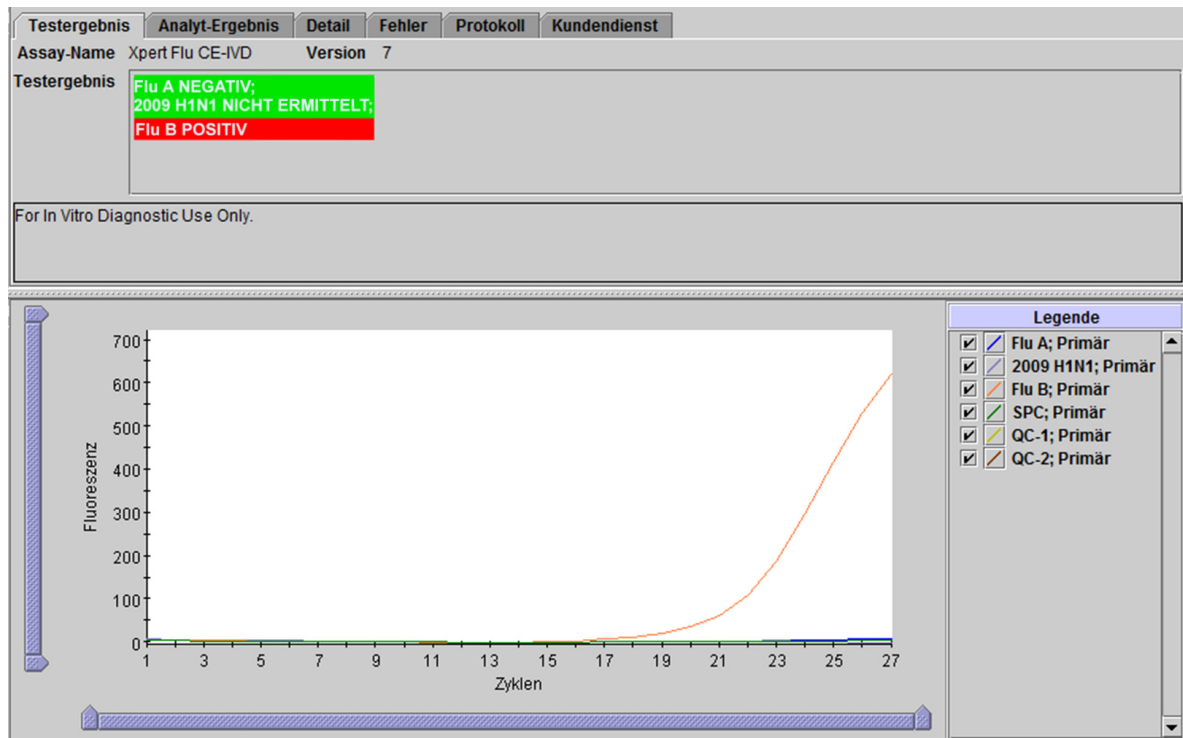 Testergebnis Analyt-Ergebnis Detail Fehler Protokoll Kundendienst
Assay-Name Xpert Flu CE-IVD Version 7
Testergebnis
Flu A NEGATIV;
2009 H1N1 NICHT ERMITTELT;
Flu B POSITIV
For In Vitro Diagnostic Use Only.
700
600
500
400
300
200
100
0
Fluoreszenz
1 3 5 7 9 11 13 15 17 19 21 23 25 27
Zyklen
Legende
Flu A; Primär
2009 H1N1; Primär
Flu B; Primär
SPC; Primär
QC-1; Primär
QC-2; Primär